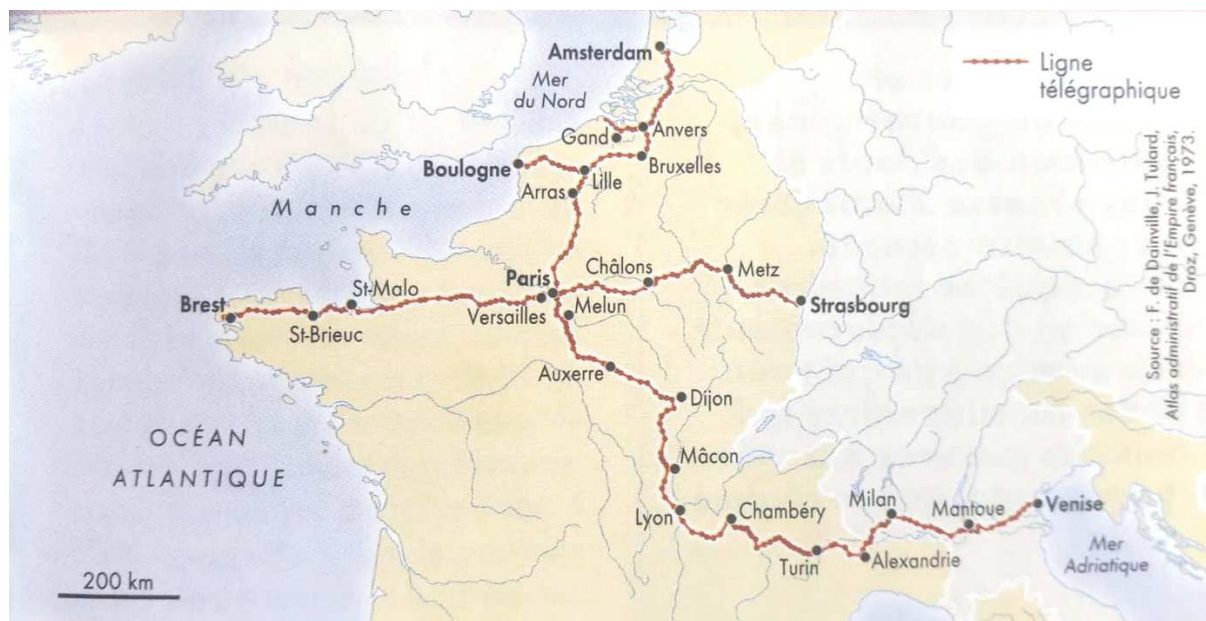 Amsterdam
Mer
du Nord
Ligne
télégraphique
Gand
Anvers
Boulogne
Bruxelles
Lille
Arras
Manche
Paris
Châlons
Metz
St-Malo
Brest
Versailles
Melun
Strasbourg
St-Brieuc
Auxerre
Dijon
OCÉAN
ATLANTIQUE
Mâcon
Lyon
Chambéry
Milan
Mantoue
Venise
Turin
Alexandrie
Mer
Adriatique
200 km
Source : F. de Dainville, J. Tulard,
Atlas administratif de l'Empire français,
Droz, Genève, 1973.